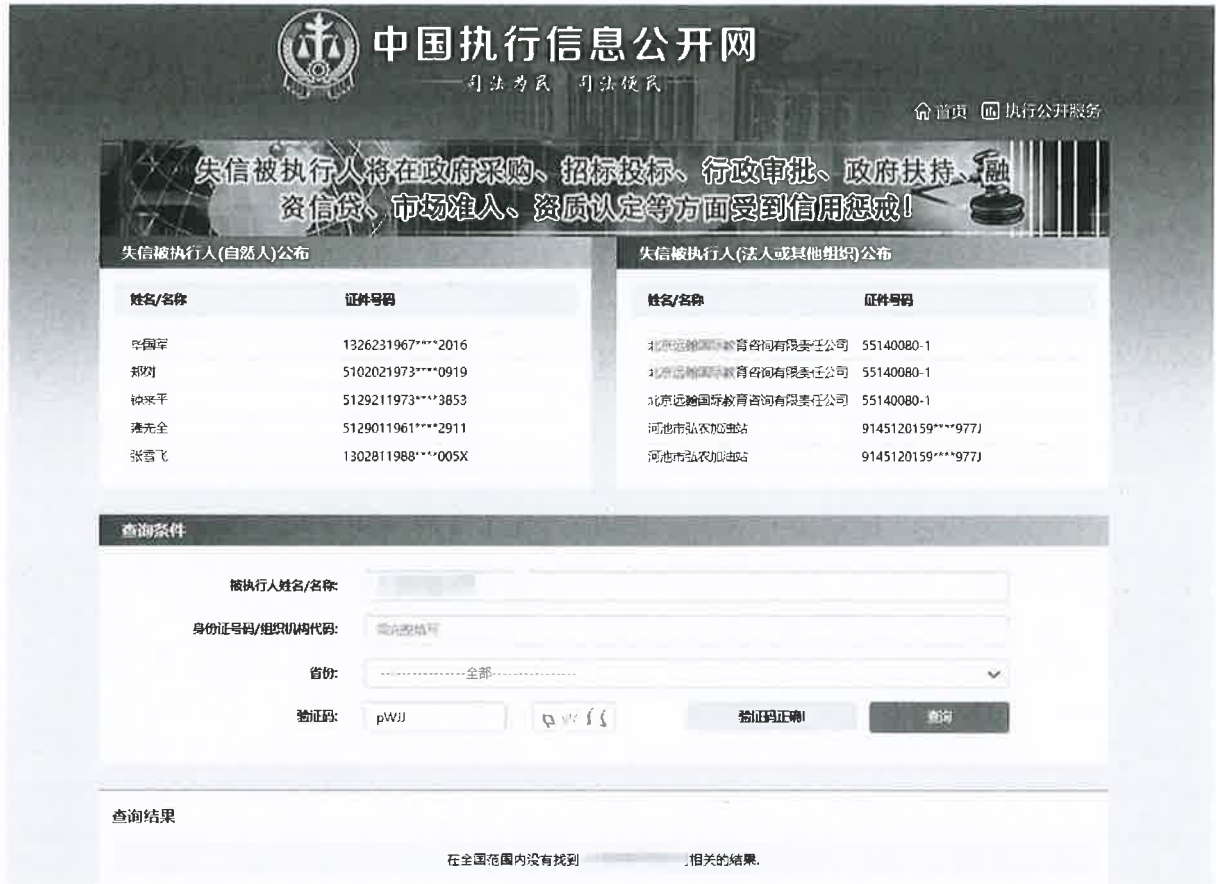 中国执行信息公开网
司法为民 司法便民
首页 执行公开服务
失信被执行人将在政府采购、招标投标、行政审批、政府扶持、融
资信贷、市场准入、资质认定等方面受到信用惩戒!
失信被执行人(自然人)公布
姓名/名称 证件号码
1326231967****2016
5102021973****0919
钟来平 5129211973****3853
5129011961****2911
张雪飞 1302811988****005X
失信被执行人(法人或其他组织)公布
姓名/名称 证件号码
教育咨询有限责任公司 55140080-1
教育咨询有限责任公司 55140080-1
北京远翰国际教育咨询有限责任公司 55140080-1
河池市弘农加油站 9145120159****977J
河池市弘农加油站 9145120159****977J
查询条件
被执行人姓名/名称:
身份证号码/组织机构代码: 需完整填写
省份: ----------------全部----------------
验证码: pWJJ 验证码正确! 查询
查询结果
在全国范围内没有找到 相关的结果.